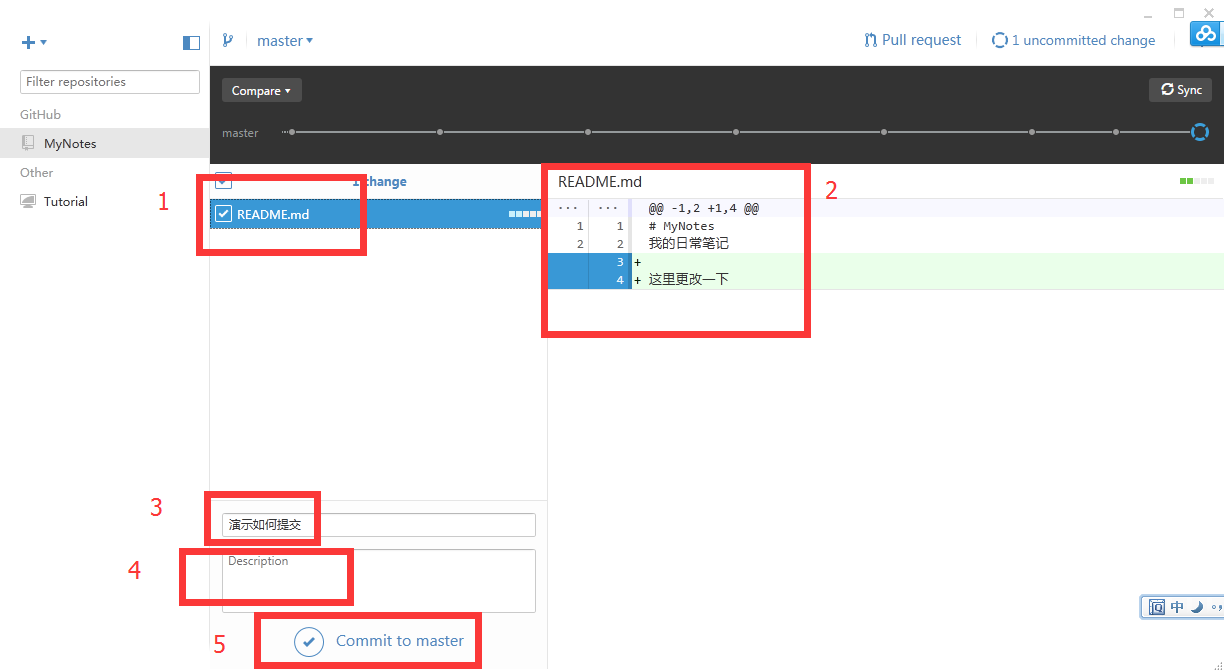 master
Pull request
1 uncommitted change
Filter repositories
Compare
Sync
GitHub
master
MyNotes
Other
Tutorial
1
1 change
README.md
README.md
2
... ... @@ -1,2 +1,4 @@
1 1 # MyNotes
2 2 我的日常笔记
3 +
4 + 这里更改一下
3
演示如何提交
4
Description
5
Commit to master
中